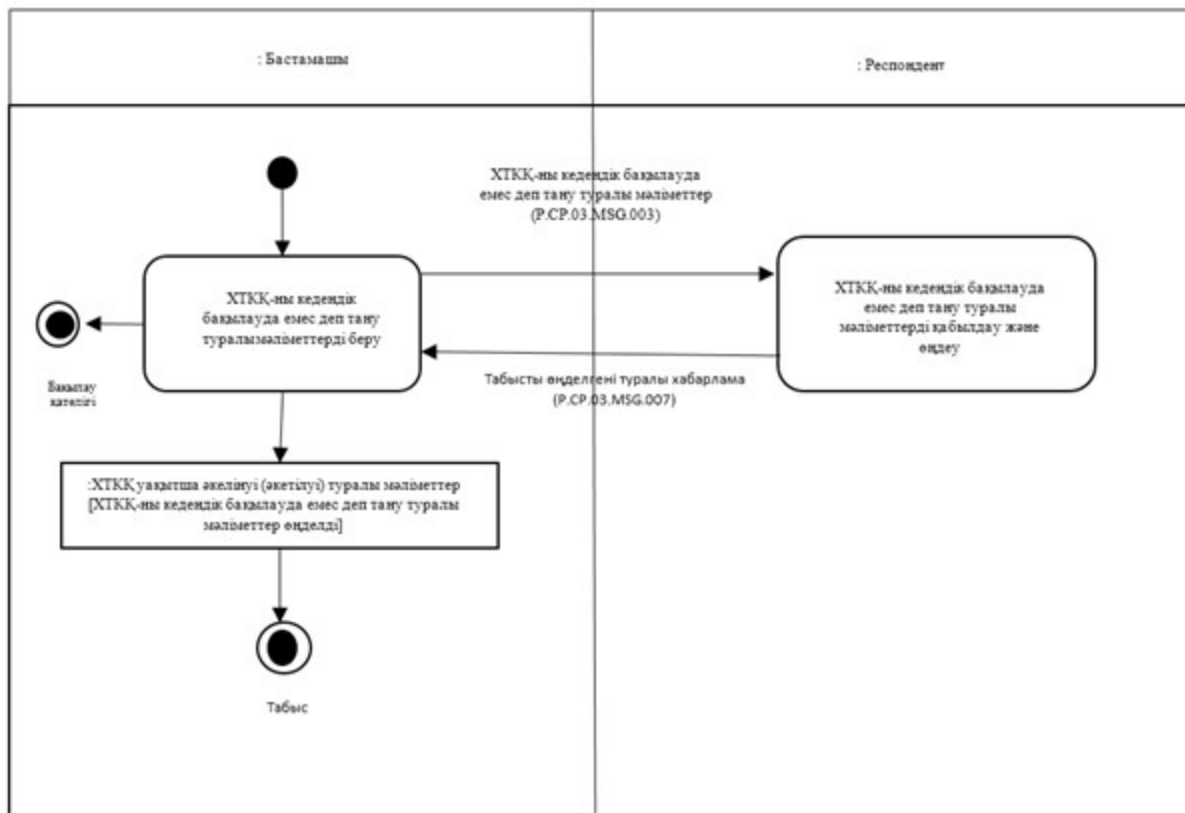 : Бастамашы
: Респондент
ХТКҚ-ны кедендік бақылауда
емес деп тану туралы мәліметтер
(P.CP.03.MSG.003)
ХТКҚ-ны кедендік
бақылауда емес деп тану
туралы мәліметтерді беру
ХТКҚ-ны кедендік бақылауда
емес деп тану туралы
мәліметтерді қабылдау және
өңдеу
Бақылау
қателігі
Табысты өңделгені туралы хабарлама
(P.CP.03.MSG.007)
:ХТКҚ уақытша әкелінуі (әкетілуі) туралы мәліметтер
[ХТКҚ-ны кедендік бақылауда емес деп тану туралы
мәліметтер өңделді]
Табыс